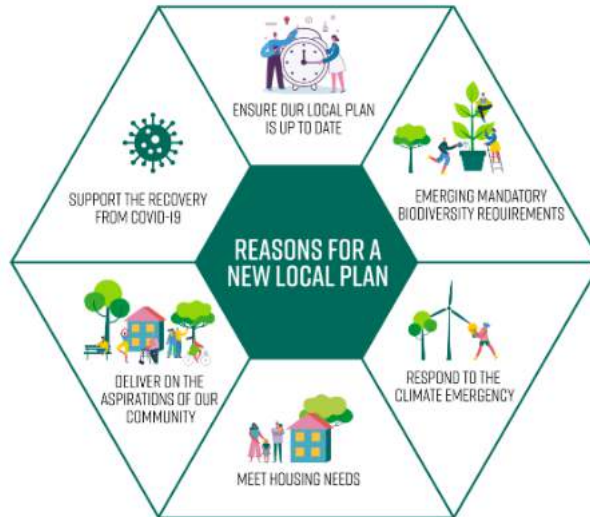 ENSURE OUR LOCAL PLAN
IS UP TO DATE
EMERGING MANDATORY
BIODIVERSITY REQUIREMENTS
RESPOND TO THE
CLIMATE EMERGENCY
MEET HOUSING NEEDS
DELIVER ON THE
ASPIRATIONS OF OUR
COMMUNITY
SUPPORT THE RECOVERY
FROM COVID-19
REASONS FOR A
NEW LOCAL PLAN